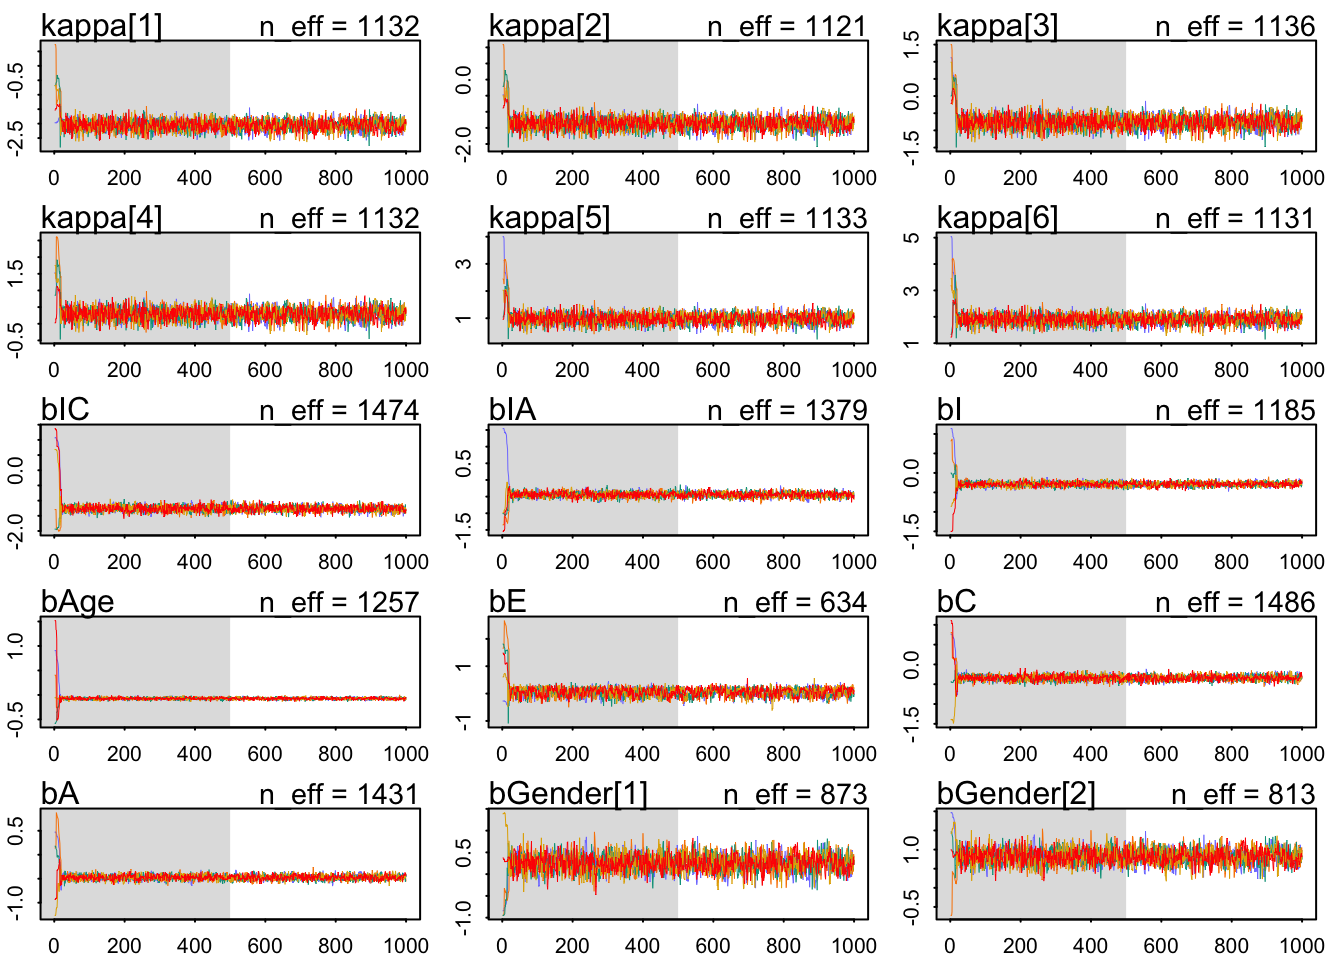 kappa[1] n_eff = 1132
kappa[2] n_eff = 1121
kappa[3] n_eff = 1136
-2.5 -0.5
-2.0 0.0
-1.5 0.0 1.5
0 200 400 600 800 1000
0 200 400 600 800 1000
0 200 400 600 800 1000
kappa[4] n_eff = 1132
kappa[5] n_eff = 1133
kappa[6] n_eff = 1131
-0.5 1.5
1 3
1 3 5
0 200 400 600 800 1000
0 200 400 600 800 1000
0 200 400 600 800 1000
bIC n_eff = 1474
bIA n_eff = 1379
bI n_eff = 1185
-2.0 0.0
-1.5 0.5
-1.5 0.0
0 200 400 600 800 1000
0 200 400 600 800 1000
0 200 400 600 800 1000
bAge n_eff = 1257
bE n_eff = 634
bC n_eff = 1486
-0.5 1.0
-1 1
-1.5 0.0
0 200 400 600 800 1000
0 200 400 600 800 1000
0 200 400 600 800 1000
bA n_eff = 1431
bGender[1] n_eff = 873
bGender[2] n_eff = 813
-1.0 0.5
-1.0 0.5
-0.5 1.0
0 200 400 600 800 1000
0 200 400 600 800 1000
0 200 400 600 800 1000